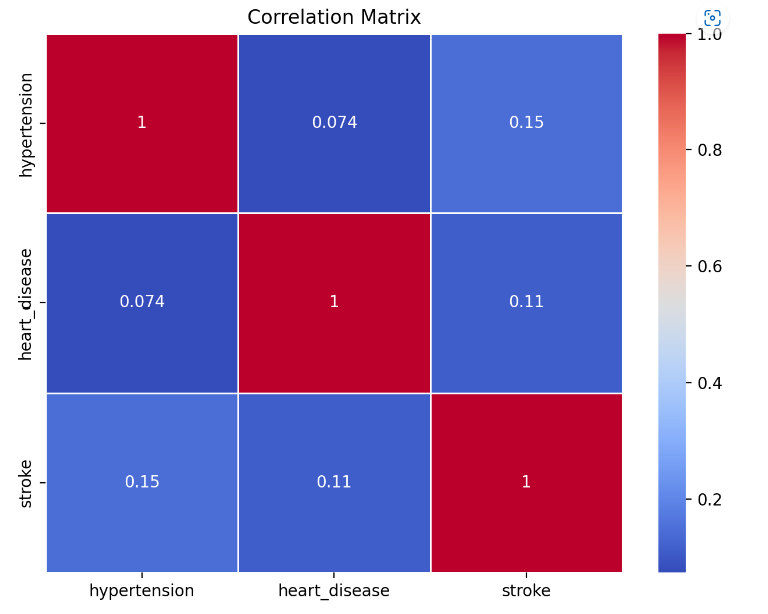 Correlation Matrix
hypertension 1 0.074 0.15
heart_disease 0.074 1 0.11
stroke 0.15 0.11 1
hypertension heart_disease stroke
1.0
0.8
0.6
0.4
0.2